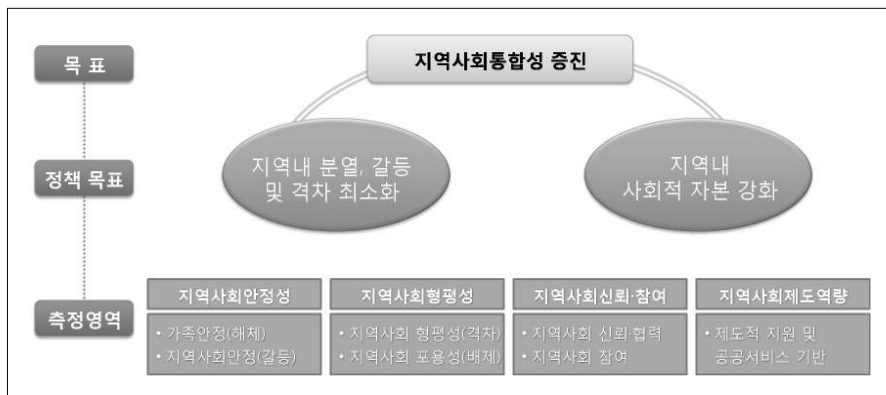 목 표
지역사회통합성 증진
정책 목표
지역내 분열, 갈등
및 격차 최소화
지역내
사회적 자본 강화
측정영역
지역사회안정성
• 가족안정(해체)
• 지역사회안정(갈등)
지역사회형평성
• 지역사회 형평성(격차)
• 지역사회 포용성(배제)
지역사회신뢰·참여
• 지역사회 신뢰·협력
• 지역사회 참여
지역사회제도역량
• 제도적 지원 및
공공서비스 기반